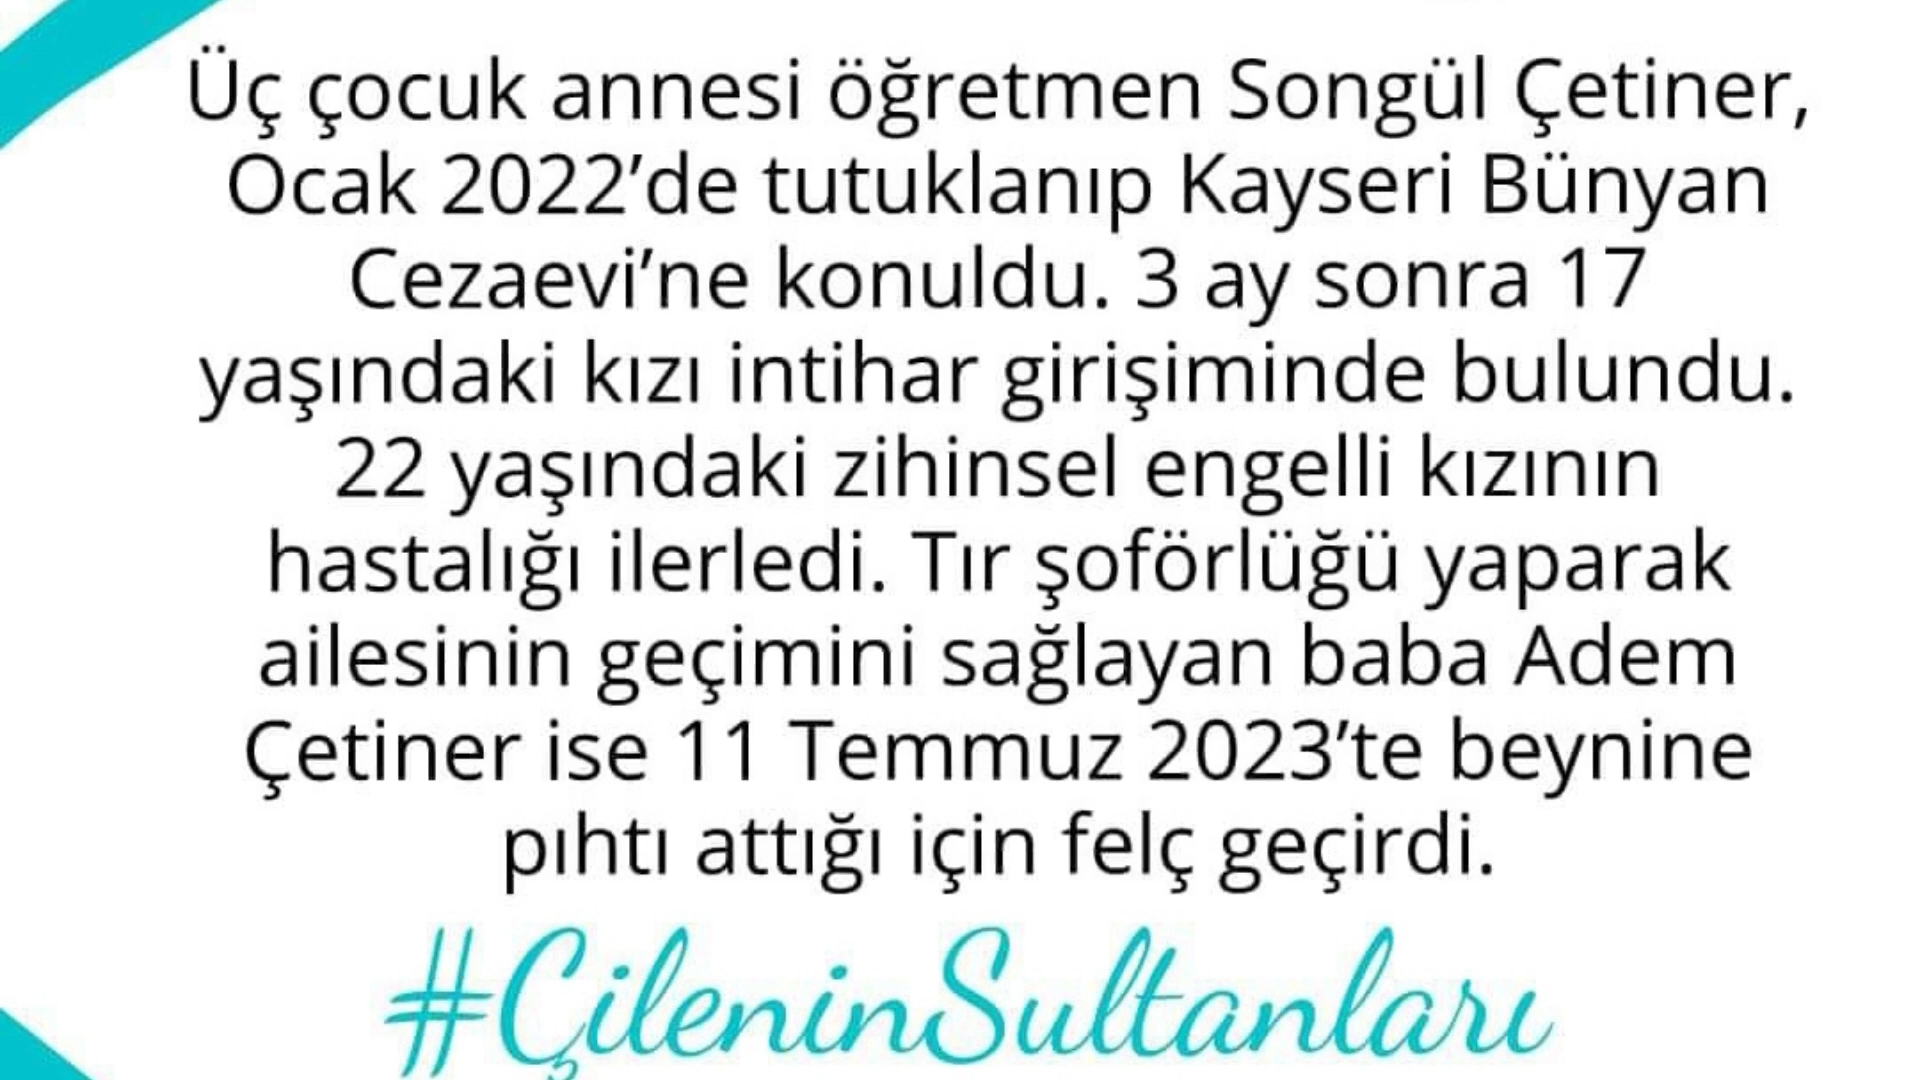 Üç çocuk annesi öğretmen Songül Çetiner,
Ocak 2022’de tutuklanıp Kayseri Bünyan
Cezaevi’ne konuldu. 3 ay sonra 17
yaşındaki kızı intihar girişiminde bulundu.
22 yaşındaki zihinsel engelli kızının
hastalığı ilerledi. Tır şoförlüğü yaparak
ailesinin geçimini sağlayan baba Adem
Çetiner ise 11 Temmuz 2023’te beynine
pıhtı attığı için felç geçirdi.
#ÇileninSultanları